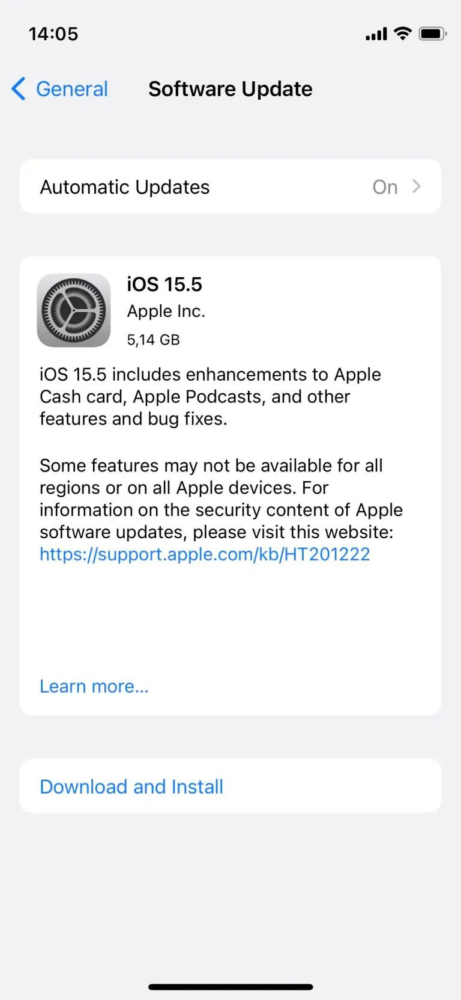 14:05
General
Software Update
Automatic Updates
On
iOS 15.5
Apple Inc.
5,14 GB
iOS 15.5 includes enhancements to Apple
Cash card, Apple Podcasts, and other
features and bug fixes.
Some features may not be available for all
regions or on all Apple devices. For
information on the security content of Apple
software updates, please visit this website:
https://support.apple.com/kb/HT201222
Learn more...
Download and Install